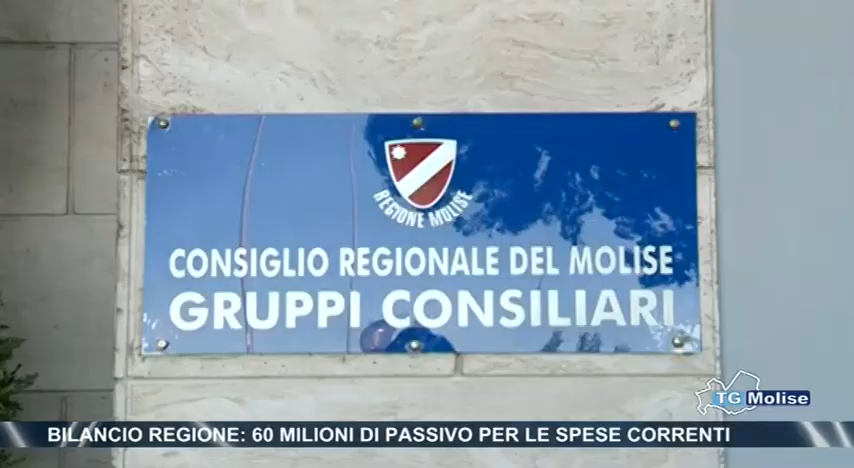 REGIONE MOLISE
CONSIGLIO REGIONALE DEL MOLISE
GRUPPI CONSILIARI
TG Molise
BILANCIO REGIONE: 60 MILIONI DI PASSIVO PER LE SPESE CORRENTI